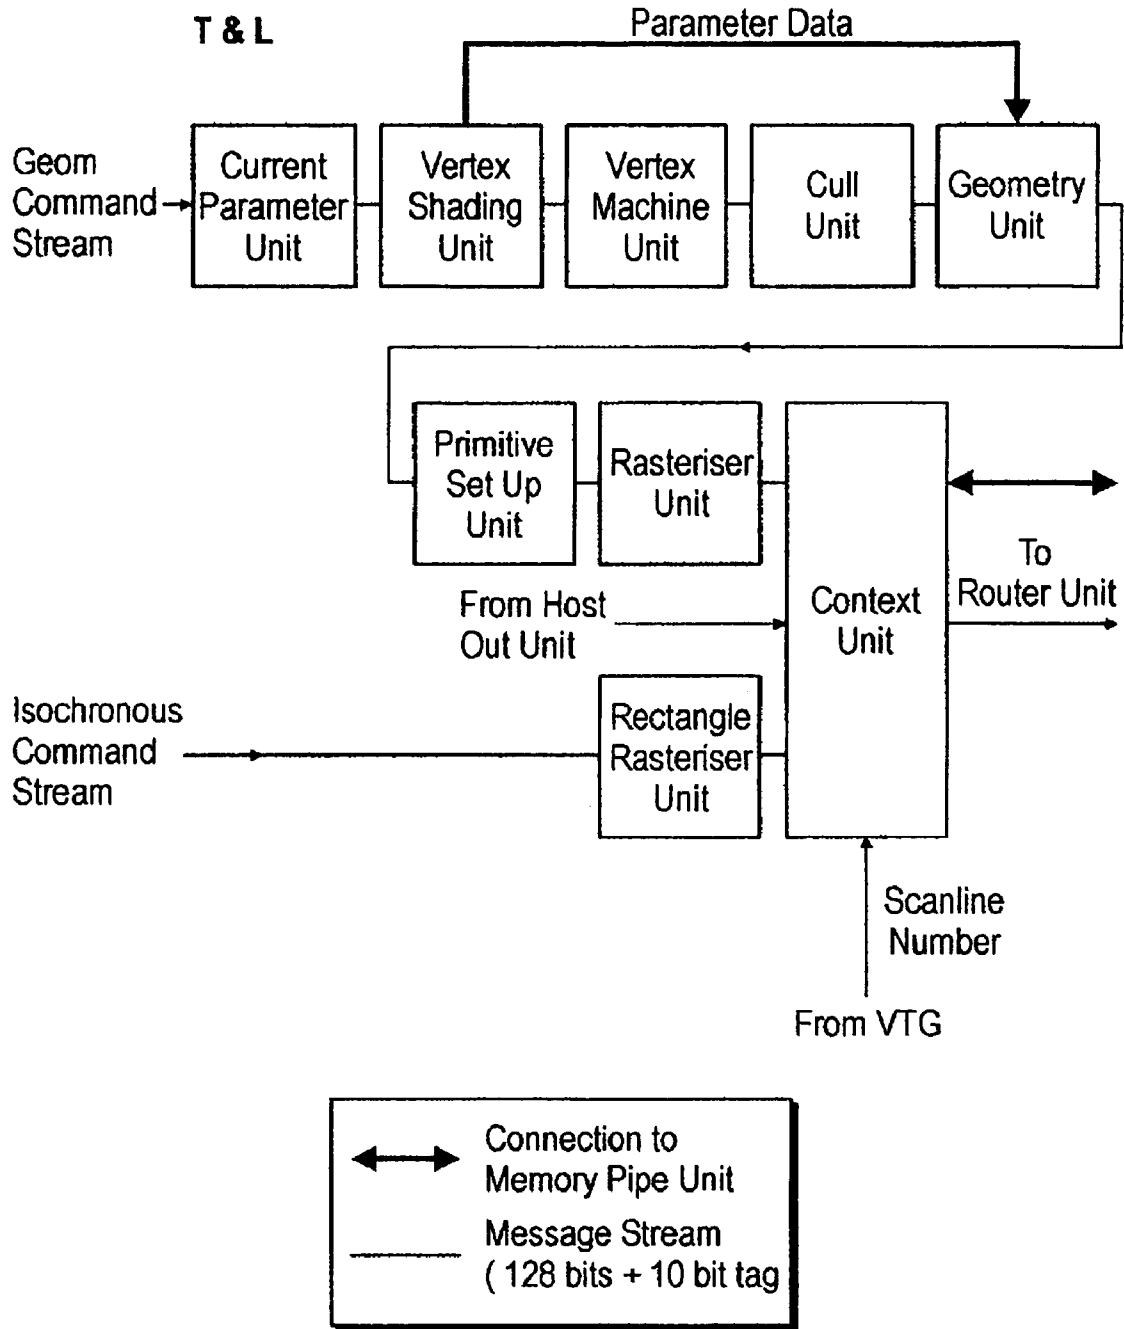 T & L
Parameter Data
Geom
Command
Stream
Current
Parameter
Unit
Vertex
Shading
Unit
Vertex
Machine
Unit
Cull
Unit
Geometry
Unit
Primitive
Set Up
Unit
Rasteriser
Unit
Context
Unit
To
Router Unit
From Host
Out Unit
Isochronous
Command
Stream
Rectangle
Rasteriser
Unit
Scanline
Number
From VTG
Connection to
Memory Pipe Unit
Message Stream
( 128 bits + 10 bit tag